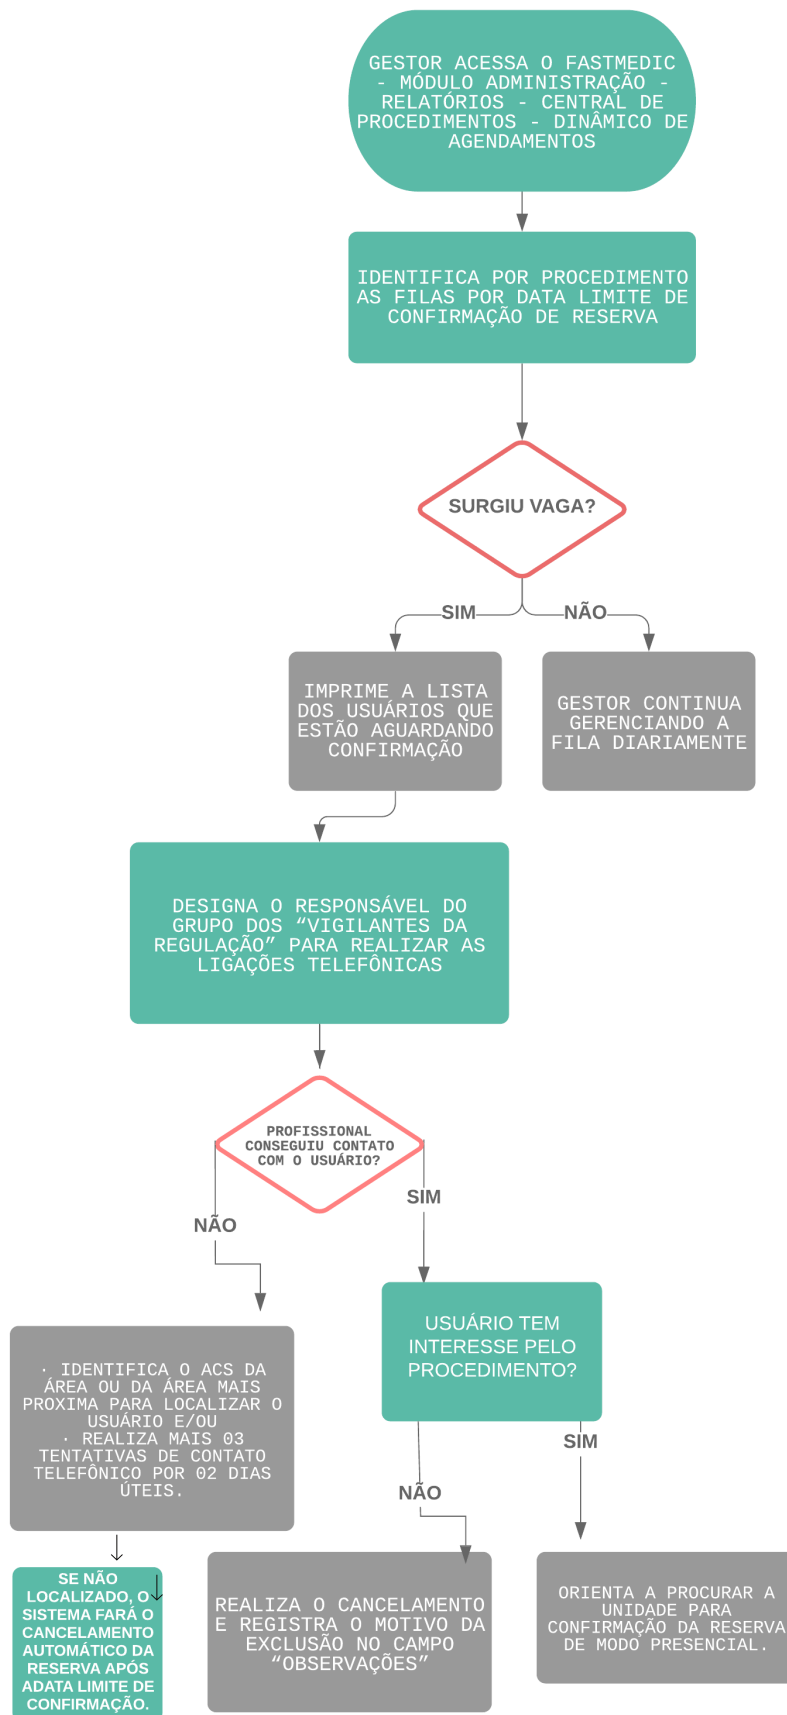 GESTOR ACESSA O FASTMEDIC
- MÓDULO ADMINISTRAÇÃO -
RELATÓRIOS - CENTRAL DE
PROCEDIMENTOS - DINÂMICO DE
AGENDAMENTOS
IDENTIFICA POR PROCEDIMENTO
AS FILAS POR DATA LIMITE DE
CONFIRMAÇÃO DE RESERVA
SURGIU VAGA?
SIM
NÃO
IMPRIME A LISTA
DOS USUÁRIOS QUE
ESTÃO AGUARDANDO
CONFIRMAÇÃO
GESTOR CONTINUA
GERENCIANDO A
FILA DIARIAMENTE
DESIGNA O RESPONSÁVEL DO
GRUPO DOS “VIGILANTES DA
REGULAÇÃO” PARA REALIZAR AS
LIGAÇÕES TELEFÔNICAS
PROFISSIONAL
CONSEGUIU CONTATO
COM O USUÁRIO?
NÃO
SIM
· IDENTIFICA O ACS DA
ÁREA OU DA ÁREA MAIS
PROXIMA PARA LOCALIZAR O
USUÁRIO E/OU
· REALIZA MAIS 03
TENTATIVAS DE CONTATO
TELEFÔNICO POR 02 DIAS
ÚTEIS.
USUÁRIO TEM
INTERESSE PELO
PROCEDIMENTO?
NÃO
SIM
SE NÃO
LOCALIZADO, O
SISTEMA FARÁ O
CANCELAMENTO
AUTOMÁTICO DA
RESERVA APÓS
ADATA LIMITE DE
CONFIRMAÇÃO.
REALIZA O CANCELAMENTO
E REGISTRA O MOTIVO DA
EXCLUSÃO NO CAMPO
“OBSERVAÇÕES”
ORIENTA A PROCURAR A
UNIDADE PARA
CONFIRMAÇÃO DA RESERVA
DE MODO PRESENCIAL.